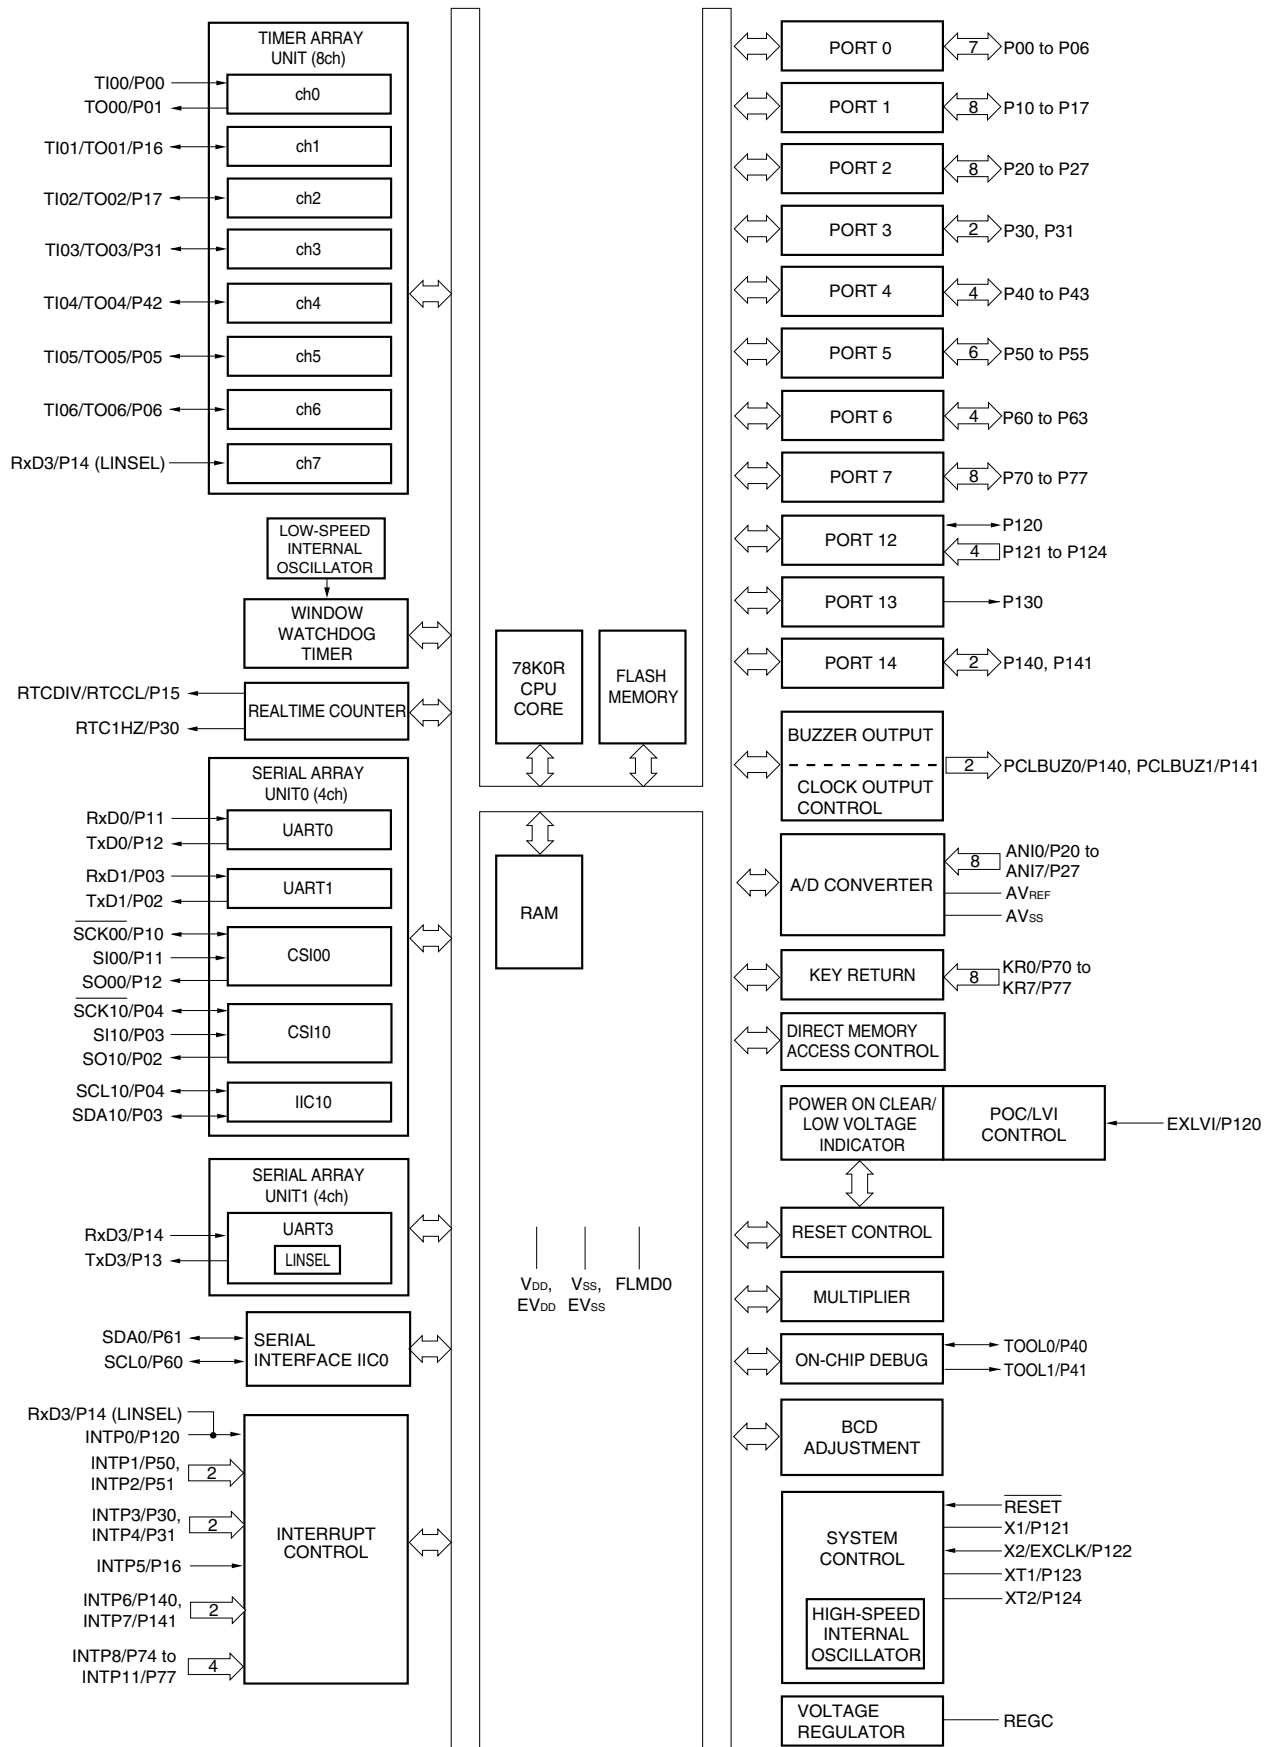 TIMER ARRAY
UNIT (8ch)
TI00/P00
TO00/P01
ch0
TI01/TO01/P16
ch1
TI02/TO02/P17
ch2
TI03/TO03/P31
ch3
TI04/TO04/P42
ch4
TI05/TO05/P05
ch5
TI06/TO06/P06
ch6
RxD3/P14 (LINSEL)
ch7
LOW-SPEED
INTERNAL
OSCILLATOR
WINDOW
WATCHDOG
TIMER
RTCDIV/RTCCL/P15
RTC1HZ/P30
REALTIME COUNTER
SERIAL ARRAY
UNIT0 (4ch)
RxD0/P11
TxD0/P12
UART0
RxD1/P03
TxD1/P02
UART1
SCK00/P10
SI00/P11
SO00/P12
CSI00
SCK10/P04
SI10/P03
SO10/P02
CSI10
SCL10/P04
SDA10/P03
IIC10
SERIAL ARRAY
UNIT1 (4ch)
RxD3/P14
TxD3/P13
UART3
LINSEL
SDA0/P61
SCL0/P60
SERIAL
INTERFACE IIC0
RxD3/P14 (LINSEL)
INTP0/P120
INTP1/P50,
INTP2/P51
2
INTP3/P30,
INTP4/P31
2
INTP5/P16
INTP6/P140,
INTP7/P141
2
INTP8/P74 to
INTP11/P77
4
INTERRUPT
CONTROL
78K0R
CPU
CORE
FLASH
MEMORY
RAM
VDD,
EVDD
VSS,
EVSS
FLMD0
PORT 0
7
P00 to P06
PORT 1
8
P10 to P17
PORT 2
8
P20 to P27
PORT 3
2
P30, P31
PORT 4
4
P40 to P43
PORT 5
6
P50 to P55
PORT 6
4
P60 to P63
PORT 7
8
P70 to P77
PORT 12
P120
4
P121 to P124
PORT 13
P130
PORT 14
2
P140, P141
BUZZER OUTPUT
CLOCK OUTPUT
CONTROL
2
PCLBUZ0/P140, PCLBUZ1/P141
A/D CONVERTER
8
ANI0/P20 to
ANI7/P27
AVREF
AVSS
KEY RETURN
8
KR0/P70 to
KR7/P77
DIRECT MEMORY
ACCESS CONTROL
POWER ON CLEAR/
LOW VOLTAGE
INDICATOR
POC/LVI
CONTROL
EXLVI/P120
RESET CONTROL
MULTIPLIER
ON-CHIP DEBUG
TOOL0/P40
TOOL1/P41
BCD
ADJUSTMENT
SYSTEM
CONTROL
HIGH-SPEED
INTERNAL
OSCILLATOR
RESET
X1/P121
X2/EXCLK/P122
XT1/P123
XT2/P124
VOLTAGE
REGULATOR
REGC